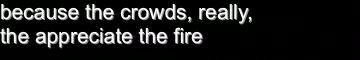 because the crowds, really,
the appreciate the fire